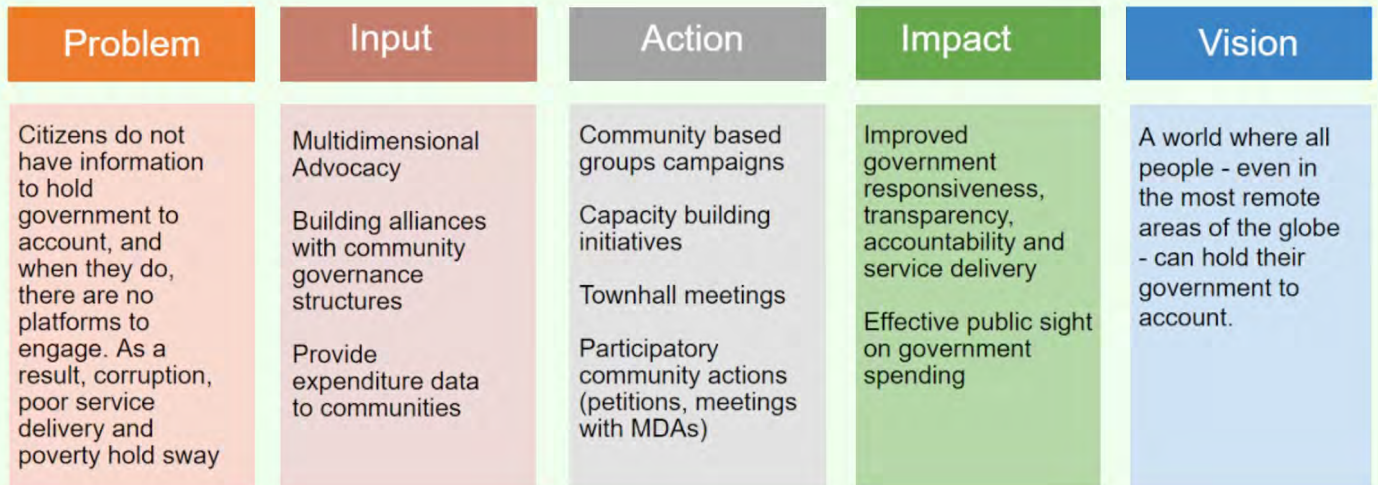 Problem
Citizens do not
have information
to hold
government to
account, and
when they do,
there are no
platforms to
engage. As a
result, corruption,
poor service
delivery and
poverty hold sway
Input
Multidimensional
Advocacy
Building alliances
with community
governance
structures
Provide
expenditure data
to communities
Action
Community based
groups campaigns
Capacity building
initiatives
Townhall meetings
Participatory
community actions
(petitions, meetings
with MDAs)
Impact
Improved
government
responsiveness,
transparency,
accountability and
service delivery
Effective public sight
on government
spending
Vision
A world where all
people - even in
the most remote
areas of the globe
- can hold their
government to
account.